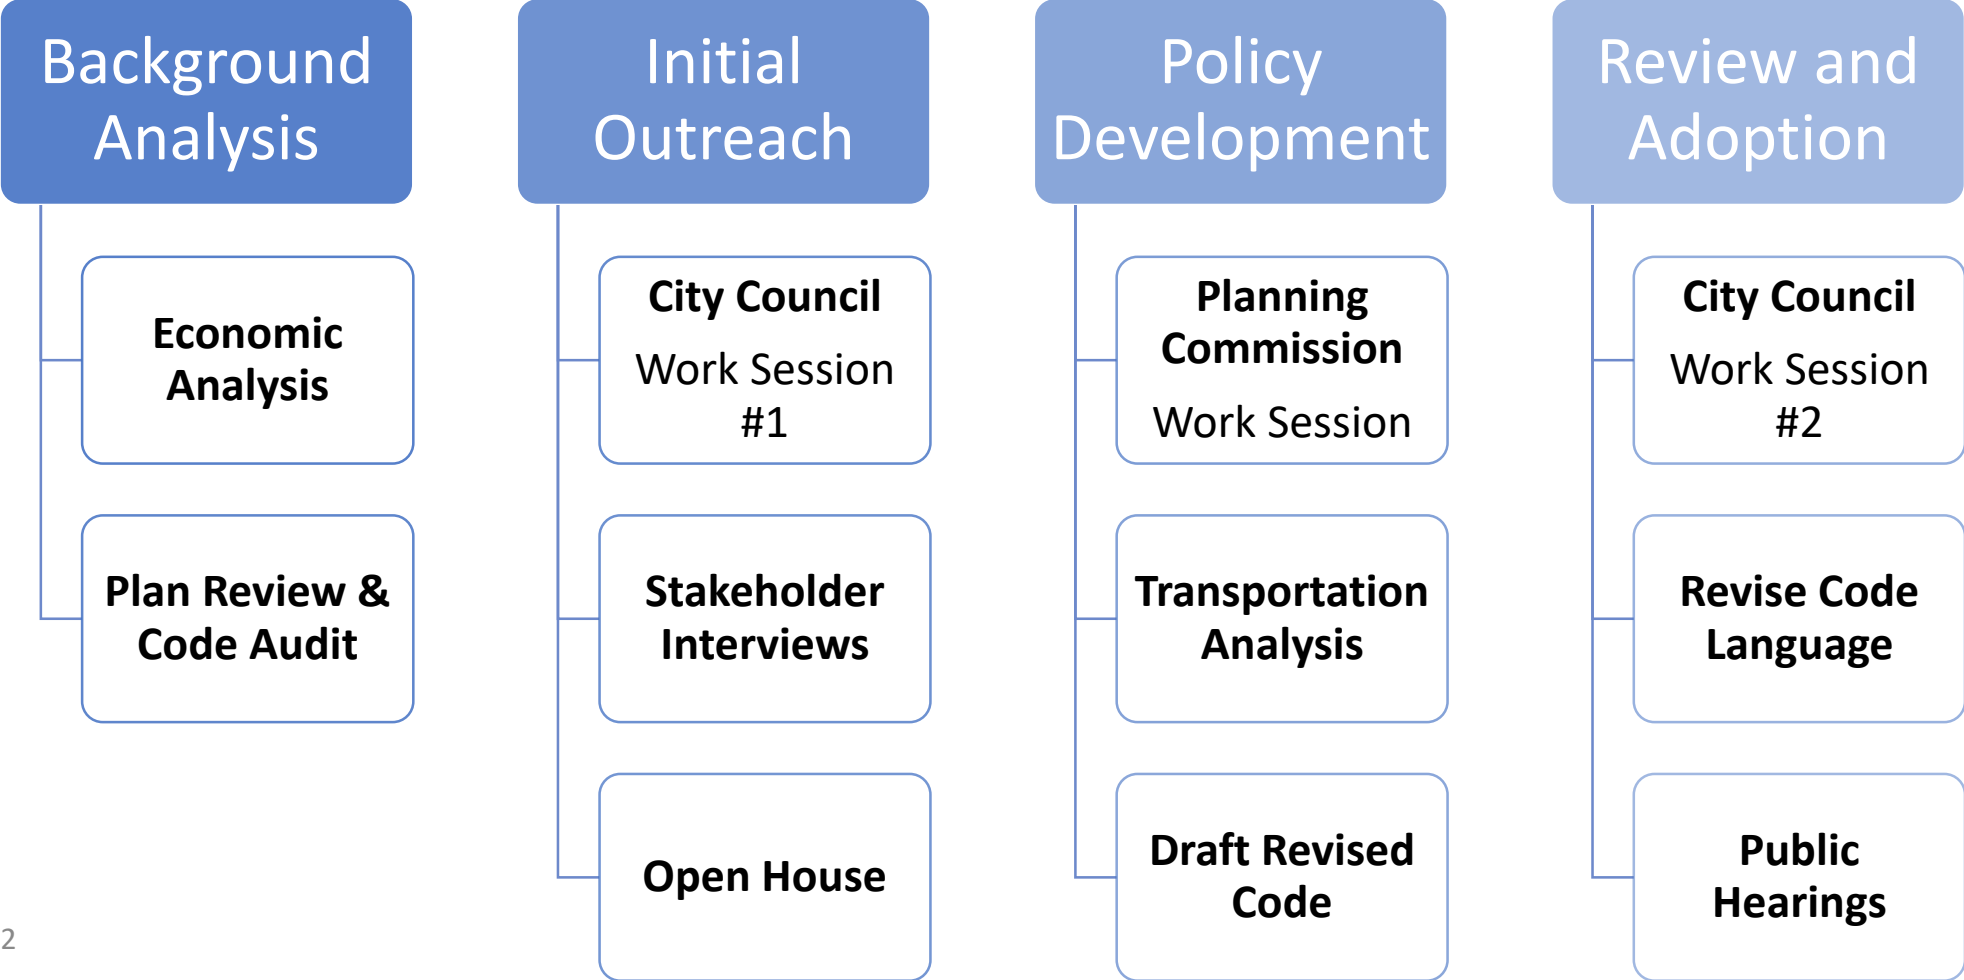 Background
Analysis
Economic
Analysis
Plan Review &
Code Audit
Initial
Outreach
City Council
Work Session
#1
Stakeholder
Interviews
Open House
Policy
Development
Planning
Commission
Work Session
Transportation
Analysis
Draft Revised
Code
Review and
Adoption
City Council
Work Session
#2
Revise Code
Language
Public
Hearings
2